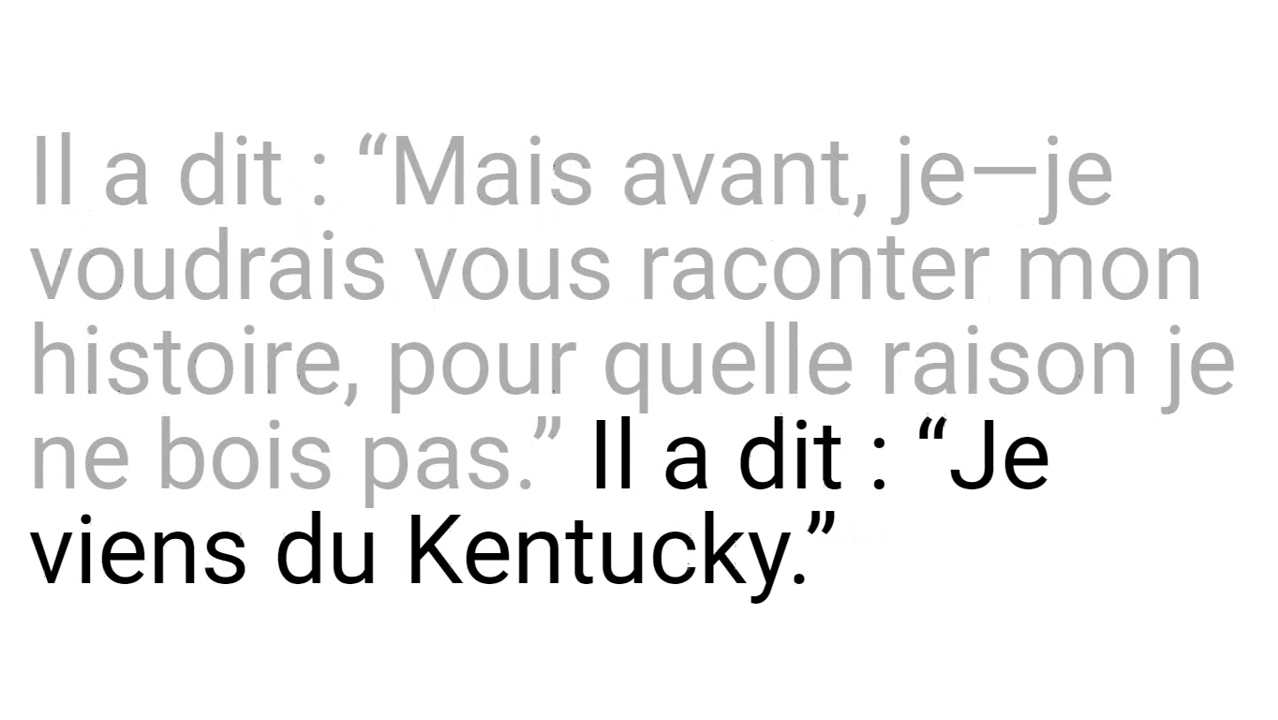 Il a dit : “Mais avant, je—je
voudrais vous raconter mon
histoire, pour quelle raison je
ne bois pas.” Il a dit : “Je
viens du Kentucky.”